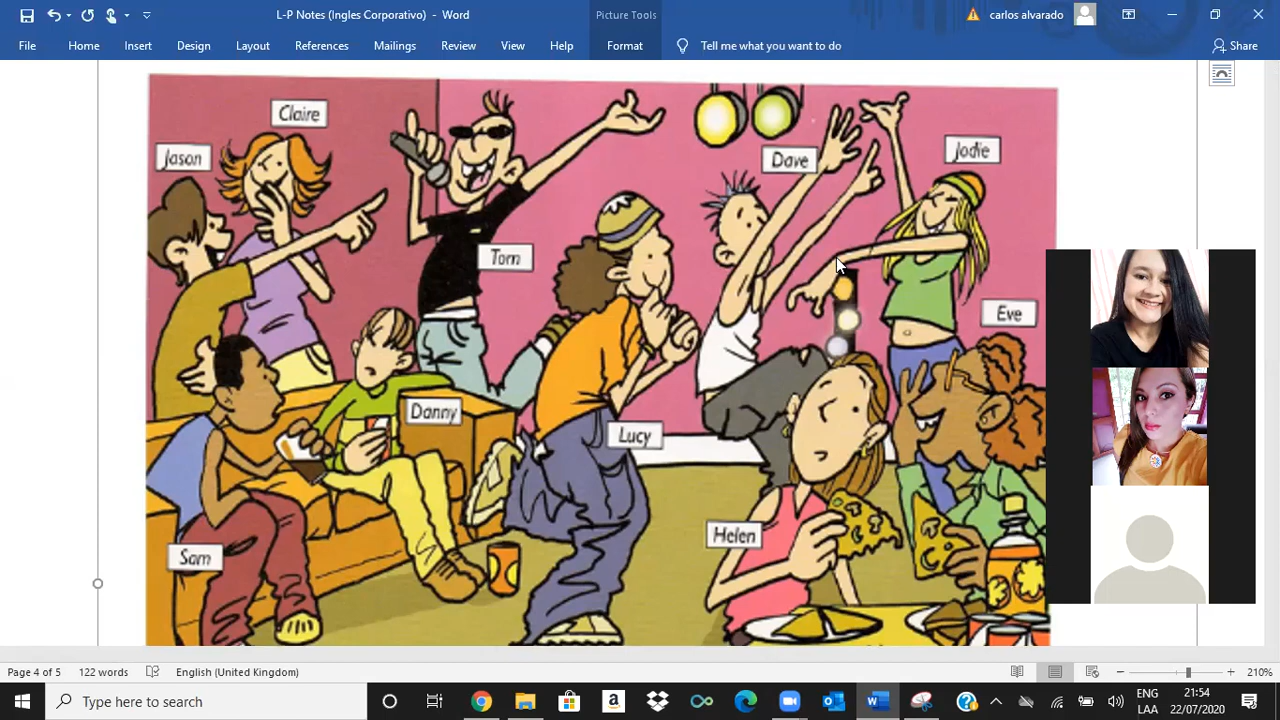 L-P Notes (Ingles Corporativo) - Word
Picture Tools
carlos alvarado
File Home Insert Design Layout References Mailings Review View Help Format Tell me what you want to do Share
Claire
Jason
Dave
Jodie
Tom
Eve
Danny
Lucy
Helen
Sam
Page 4 of 5 122 words English (United Kingdom) 210%
Type here to search
ENG
LAA
21:54
22/07/2020